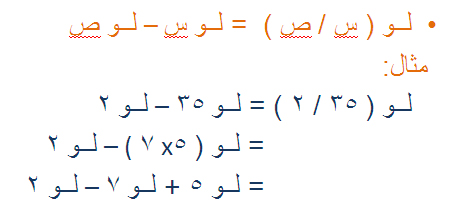 • لـو ( س / ص ) = لـو س – لـو ص
مثال:
لـو ( ٣٥ / ٢ ) = لـو ٣٥ – لـو ٢
= لـو ( ٥x ٧ ) – لـو ٢
= لـو ٥ + لـو ٧ – لـو ٢